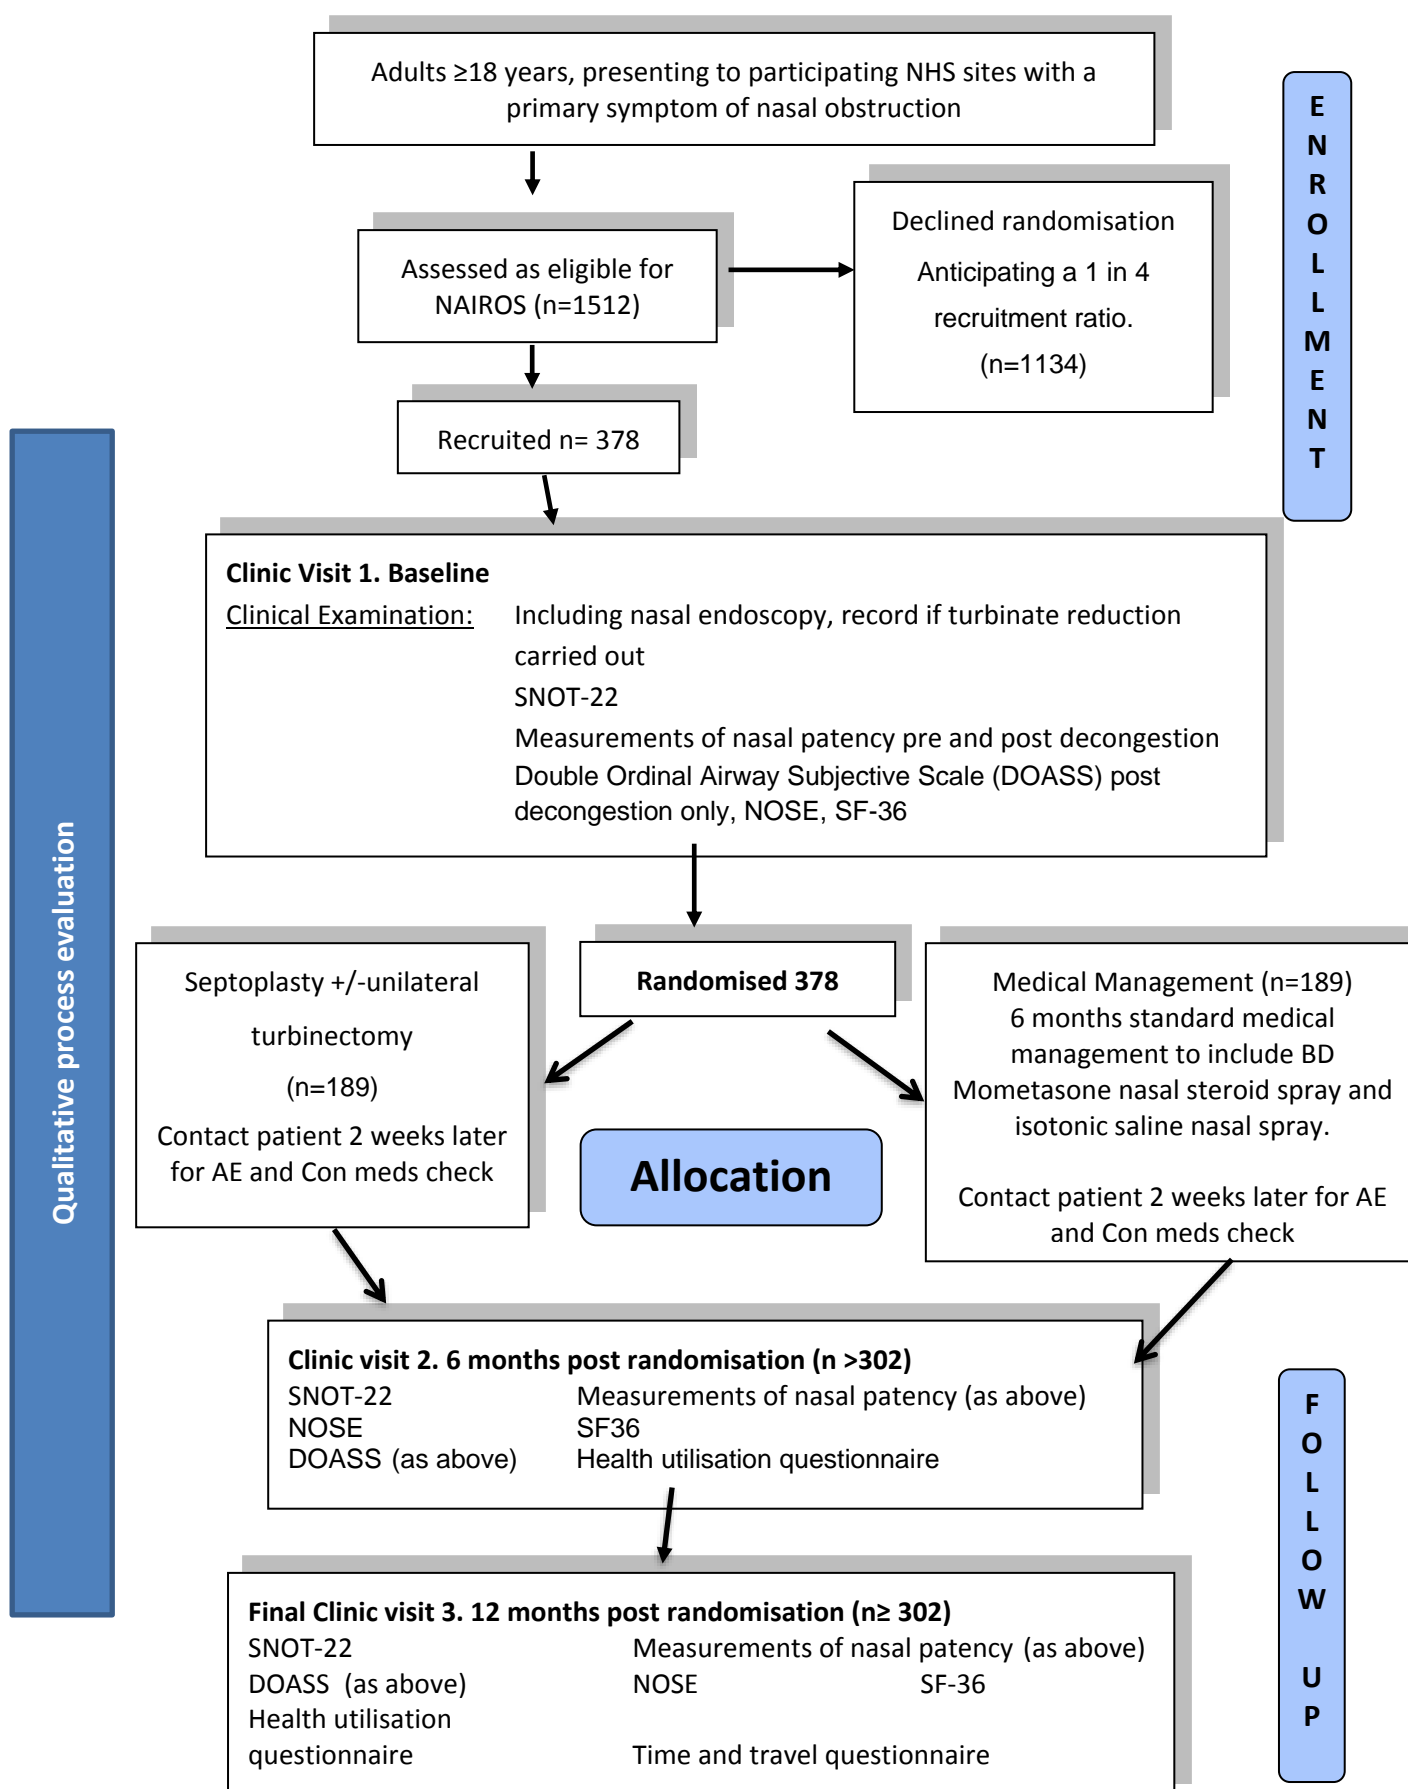 Adults ≥18 years, presenting to participating NHS sites with a
primary symptom of nasal obstruction
E
N
R
O
L
L
M
E
N
T
Assessed as eligible for
NAIROS (n=1512)
Declined randomisation
Anticipating a 1 in 4
recruitment ratio.
(n=1134)
Recruited n= 378
Qualitative process evaluation
Clinic Visit 1. Baseline
Clinical Examination: Including nasal endoscopy, record if turbinate reduction
carried out
SNOT-22
Measurements of nasal patency pre and post decongestion
Double Ordinal Airway Subjective Scale (DOASS) post
decongestion only, NOSE, SF-36
Randomised 378
Septoplasty +/-unilateral
turbinectomy
(n=189)
Contact patient 2 weeks later
for AE and Con meds check
Allocation
Medical Management (n=189)
6 months standard medical
management to include BD
Mometasone nasal steroid spray and
isotonic saline nasal spray.
Contact patient 2 weeks later for AE
and Con meds check
Clinic visit 2. 6 months post randomisation (n >302)
SNOT-22 Measurements of nasal patency (as above)
NOSE SF36
DOASS (as above) Health utilisation questionnaire
F
O
L
L
O
W
U
P
Final Clinic visit 3. 12 months post randomisation (n≥ 302)
SNOT-22 Measurements of nasal patency (as above)
DOASS (as above) NOSE SF-36
Health utilisation
questionnaire Time and travel questionnaire